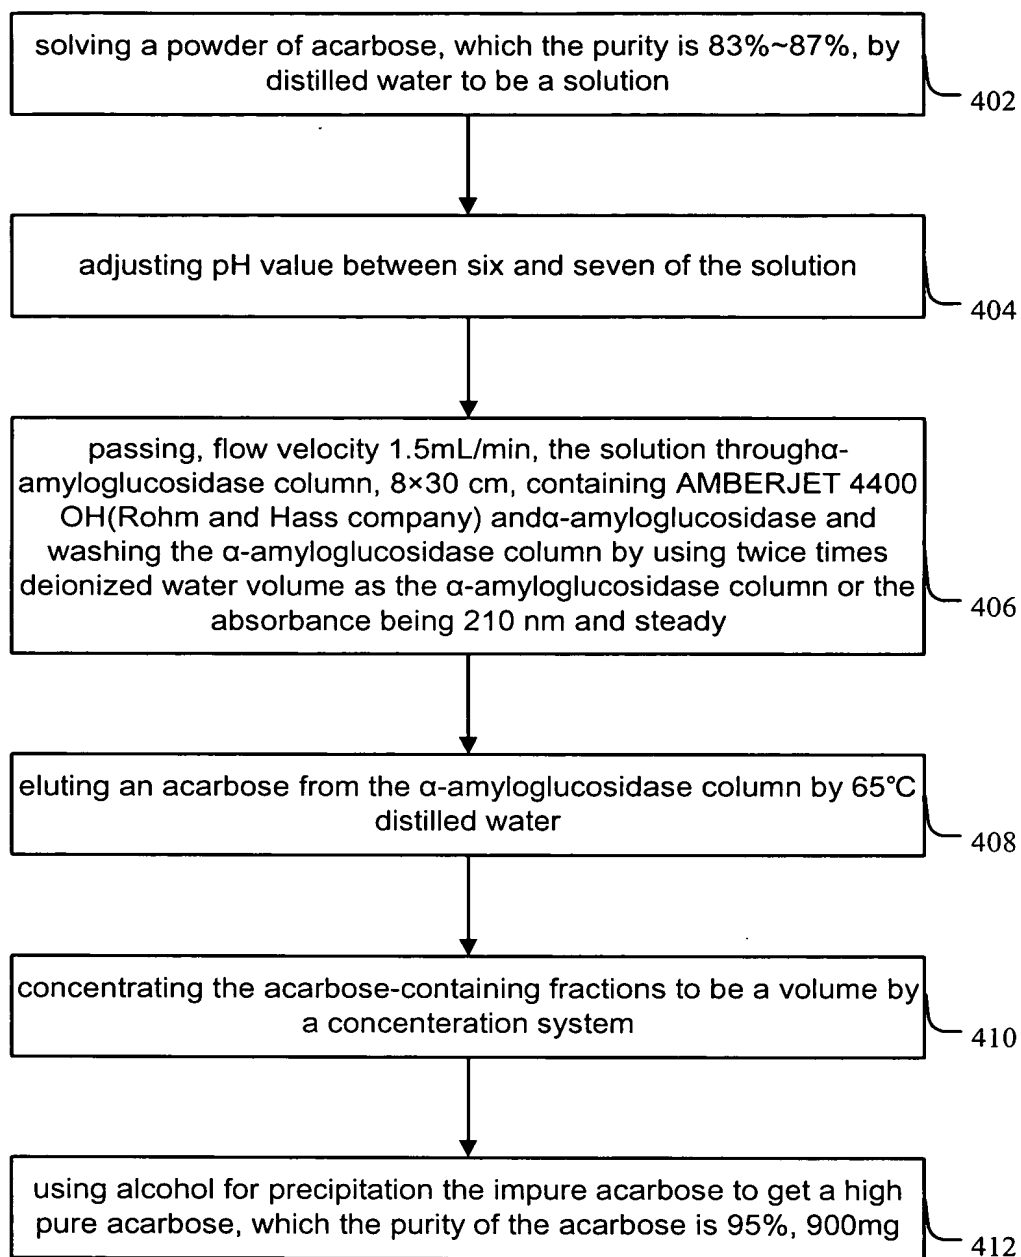 solving a powder of acarbose, which the purity is 83%~87%, by
distilled water to be a solution
402
adjusting pH value between six and seven of the solution
404
passing, flow velocity 1.5mL/min, the solution throughα-
amyloglucosidase column, 8×30 cm, containing AMBERJET 4400
OH(Rohm and Hass company) andα-amyloglucosidase and
washing the α-amyloglucosidase column by using twice times
deionized water volume as the α-amyloglucosidase column or the
absorbance being 210 nm and steady
406
eluting an acarbose from the α-amyloglucosidase column by 65°C
distilled water
408
concentrating the acarbose-containing fractions to be a volume by
a concenteration system
410
using alcohol for precipitation the impure acarbose to get a high
pure acarbose, which the purity of the acarbose is 95%, 900mg
412